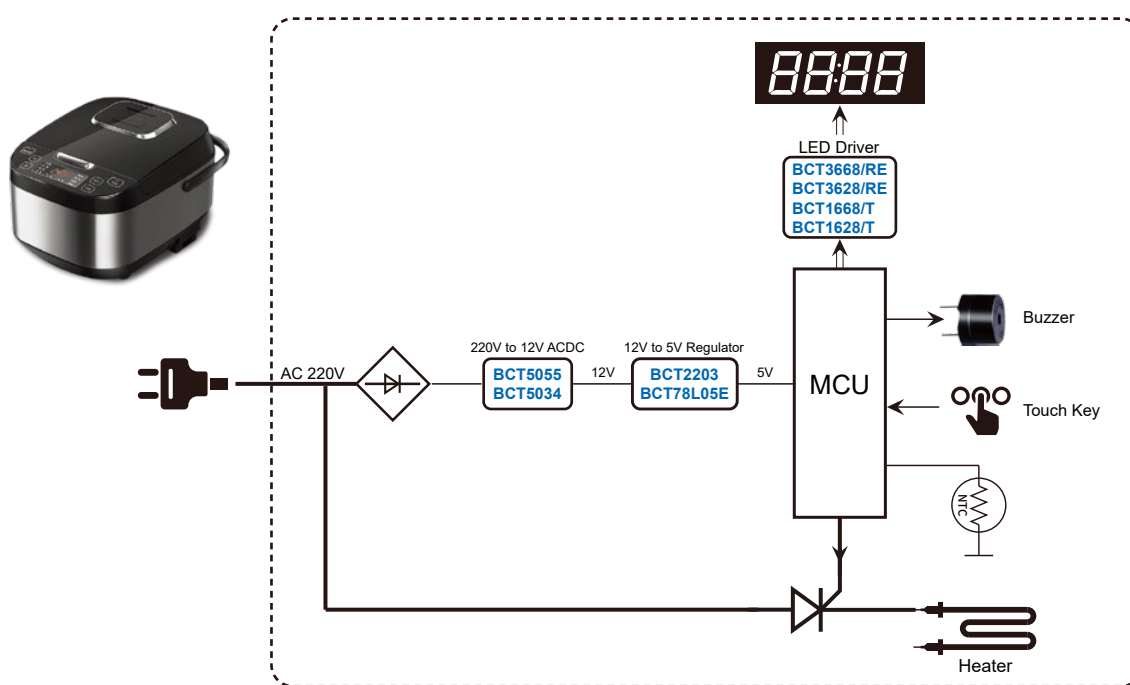 88:88
LED Driver
BCT3668/RE
BCT3628/RE
BCT1668/T
BCT1628/T
Buzzer
220V to 12V ACDC
12V to 5V Regulator
AC 220V
BCT5055
BCT5034
12V
BCT2203
BCT78L05E
5V
MCU
Touch Key
NTC
Heater